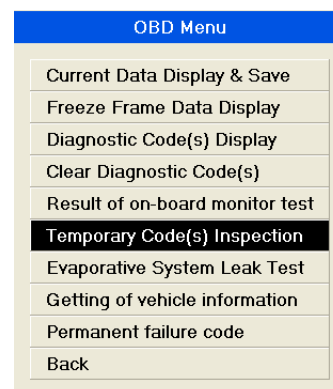 OBD Menu
Current Data Display & Save
Freeze Frame Data Display
Diagnostic Code(s) Display
Clear Diagnostic Code(s)
Result of on-board monitor test
Temporary Code(s) Inspection
Evaporative System Leak Test
Getting of vehicle information
Permanent failure code
Back